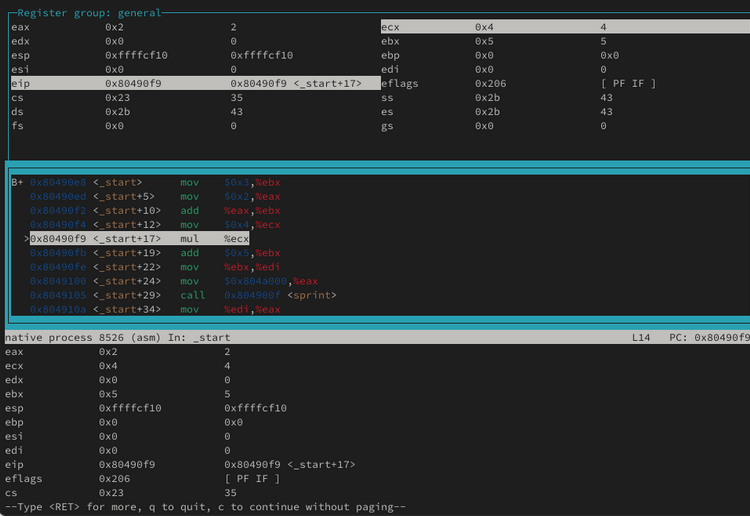 Register group: general
eax 0x2 2 ecx 0x4 4
edx 0x0 0 ebx 0x5 5
esp 0xffffcf10 0xffffcf10 ebp 0x0 0x0
esi 0x0 0 edi 0x0 0
eip 0x80490f9 0x80490f9 <_start+17> eflags 0x206 [ PF IF ]
cs 0x23 35 ss 0x2b 43
ds 0x2b 43 es 0x2b 43
fs 0x0 0 gs 0x0 0
B+ 0x80490e8 <_start> mov $0x3,%ebx
0x80490ed <_start+5> mov $0x2,%eax
0x80490f2 <_start+10> add %eax,%ebx
0x80490f4 <_start+12> mov $0x4,%ecx
>0x80490f9 <_start+17> mul %ecx
0x80490fb <_start+19> add $0x5,%ebx
0x80490fe <_start+22> mov %ebx,%edi
0x8049100 <_start+24> mov $0x804a000,%eax
0x8049105 <_start+29> call 0x804900f <sprint>
0x804910a <_start+34> mov %edi,%eax
native process 8526 (asm) In: _start L14 PC: 0x80490f9
eax 0x2 2
ecx 0x4 4
edx 0x0 0
ebx 0x5 5
esp 0xffffcf10 0xffffcf10
ebp 0x0 0x0
esi 0x0 0
edi 0x0 0
eip 0x80490f9 0x80490f9 <_start+17>
eflags 0x206 [ PF IF ]
cs 0x23 35
--Type <RET> for more, q to quit, c to continue without paging--